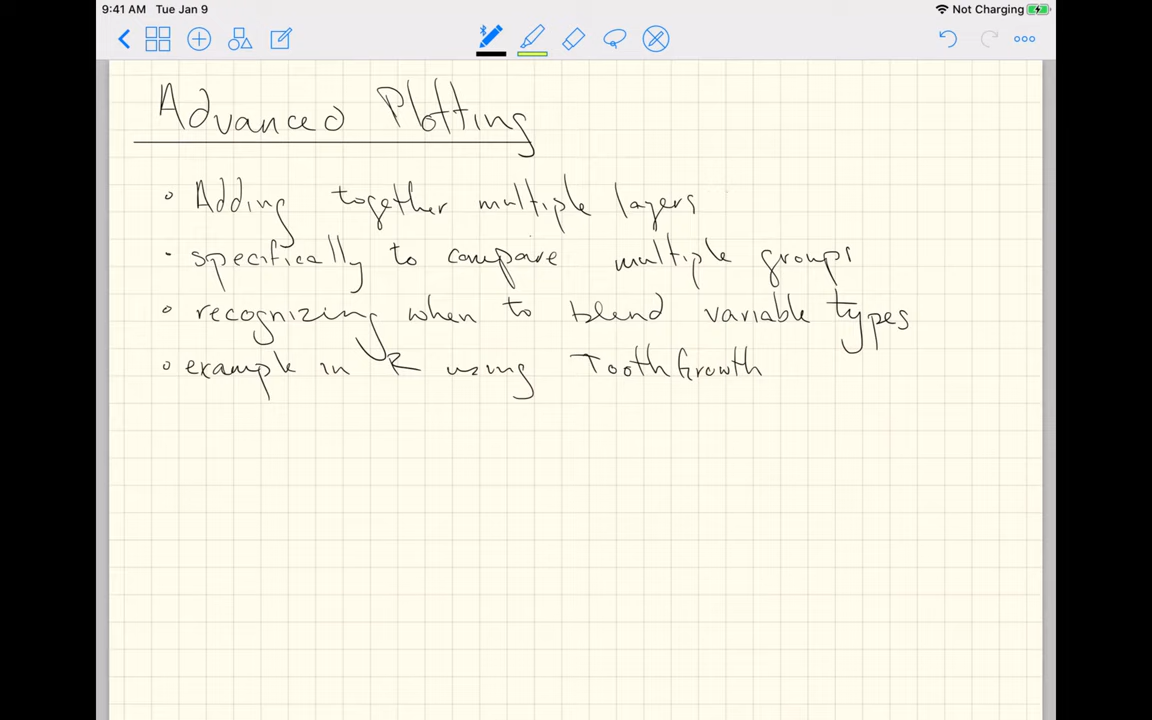 9:41 AM Tue Jan 9
Not Charging
Advanced Plotting
• Adding together multiple layers
• specifically to compare multiple groups
• recognizing when to blend variable types
• example in R using ToothGrowth